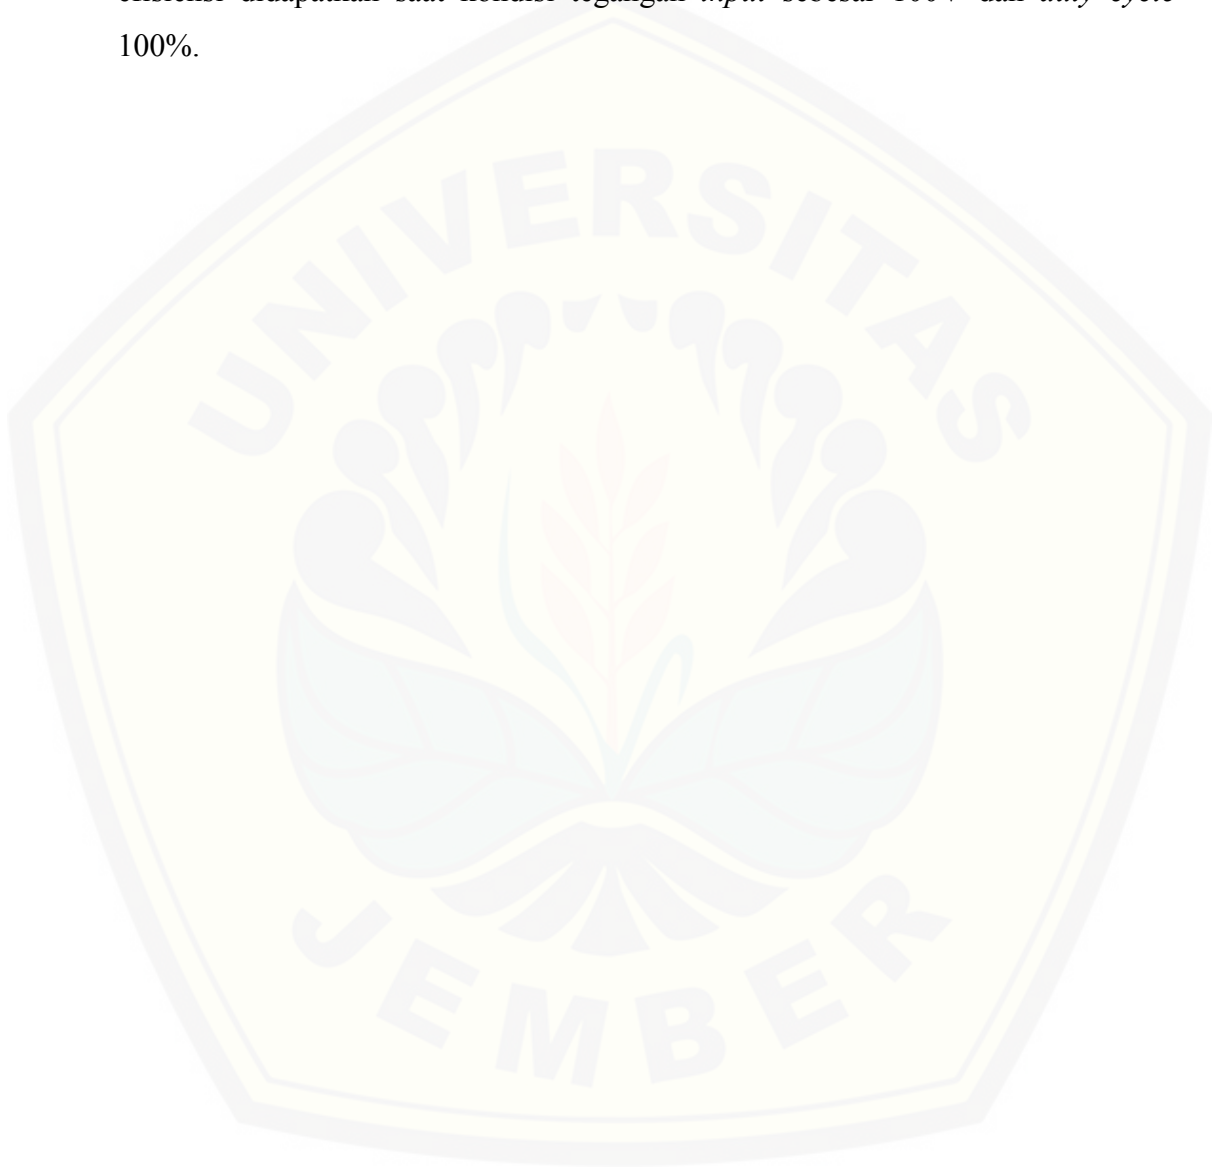 efisiensi didapatkan saat kondisi tegangan input sebesar 100V dan duty cycle
100%.
UNIVERSITAS
JEMBER